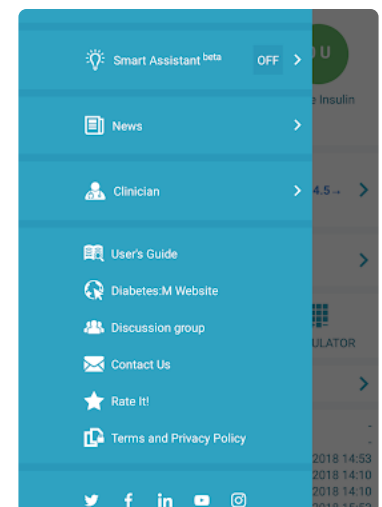 Smart Assistant beta OFF
U
Insulin
News
Clinician
4.5
User's Guide
Diabetes:M Website
Discussion group
ULATOR
Contact Us
Rate It!
-
Terms and Privacy Policy
-
2018 14:53
2018 14:10
2018 14:10